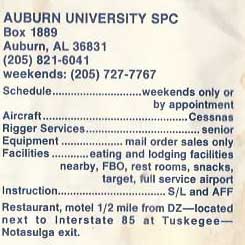 AUBURN UNIVERSITY SPC
Box 1889
Auburn, AL 36831
(205) 821-6041
weekends: (205) 727-7767
Schedule............................weekends only or
by appointment
Aircraft....................................Cessnas
Rigger Services............................senior
Equipment ................. mail order sales only
Facilities ...........eating and lodging facilities
nearby, FBO, rest rooms, snacks,
target, full service airport
Instruction...........................S/L and AFF
Restaurant, motel 1/2 mile from DZ—located
next to Interstate 85 at Tuskegee—
Notasulga exit.